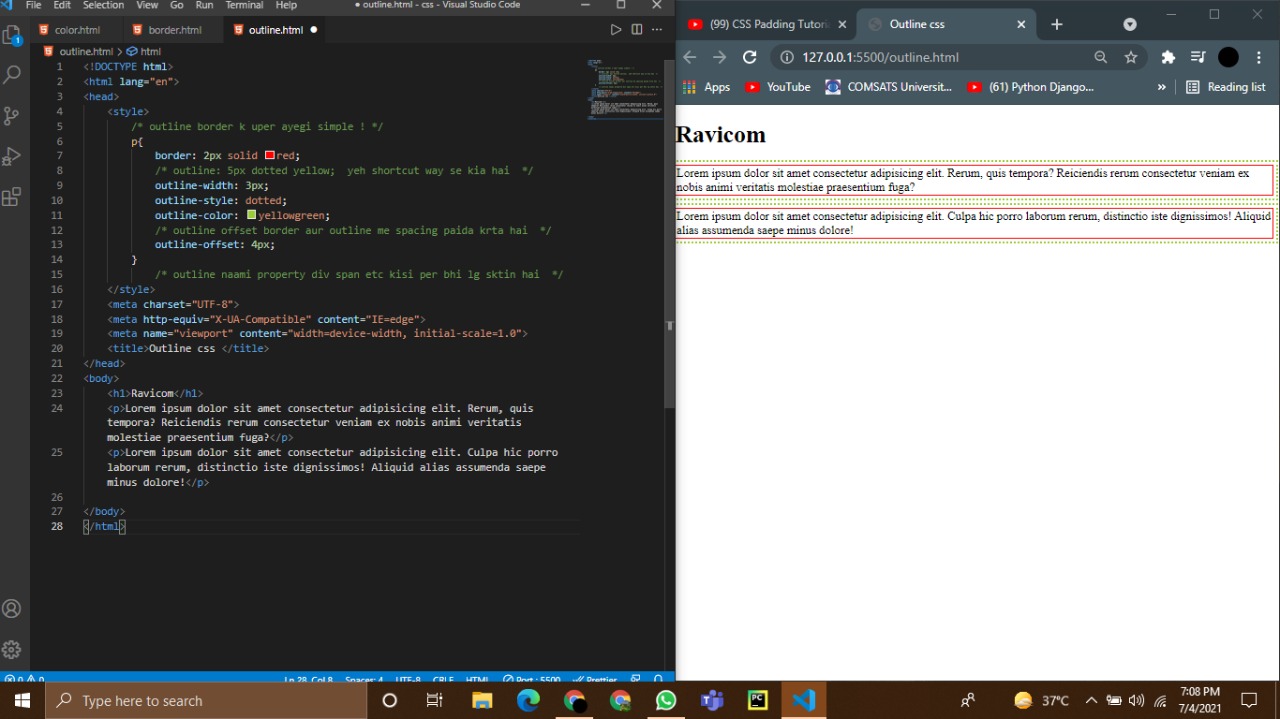 File Edit Selection View Go Run Terminal Help ● outline.html - css - Visual Studio Code
color.html border.html outline.html ●
outline.html > html
1 <!DOCTYPE html>
2 <html lang="en">
3 <head>
4 <style>
5 /* outline border k uper ayegi simple ! */
6 p{
7 border: 2px solid red;
8 /* outline: 5px dotted yellow;  yeh shortcut way se kia hai  */
9 outline-width: 3px;
10 outline-style: dotted;
11 outline-color: yellowgreen;
12 /* outline offset border aur outline me spacing paida krta hai  */
13 outline-offset: 4px;
14 }
15 /* outline naami property div span etc kisi per bhi lg sktin hai  */
16 </style>
17 <meta charset="UTF-8">
18 <meta http-equiv="X-UA-Compatible" content="IE=edge">
19 <meta name="viewport" content="width=device-width, initial-scale=1.0">
20 <title>Outline css </title>
21 </head>
22 <body>
23 <h1>Ravicom</h1>
24 <p>Lorem ipsum dolor sit amet consectetur adipisicing elit. Rerum, quis
tempora? Reiciendis rerum consectetur veniam ex nobis animi veritatis
molestiae praesentium fuga?</p>
25 <p>Lorem ipsum dolor sit amet consectetur adipisicing elit. Culpa hic porro
laborum rerum, distinctio iste dignissimos! Aliquid alias assumenda saepe
minus dolore!</p>
26
27 </body>
28 </html>
0 0 Ln 28, Col 8 Spaces: 4 UTF-8 CRLF HTML Port : 5500 Prettier
(99) CSS Padding Tutori Outline css
127.0.0.1:5500/outline.html
Apps YouTube COMSATS Universit... (61) Python Django... » Reading list
Ravicom
Lorem ipsum dolor sit amet consectetur adipisicing elit. Rerum, quis tempora? Reiciendis rerum consectetur veniam ex
nobis animi veritatis molestiae praesentium fuga?
Lorem ipsum dolor sit amet consectetur adipisicing elit. Culpa hic porro laborum rerum, distinctio iste dignissimos! Aliquid
alias assumenda saepe minus dolore!
Type here to search
37°C
7:08 PM
7/4/2021